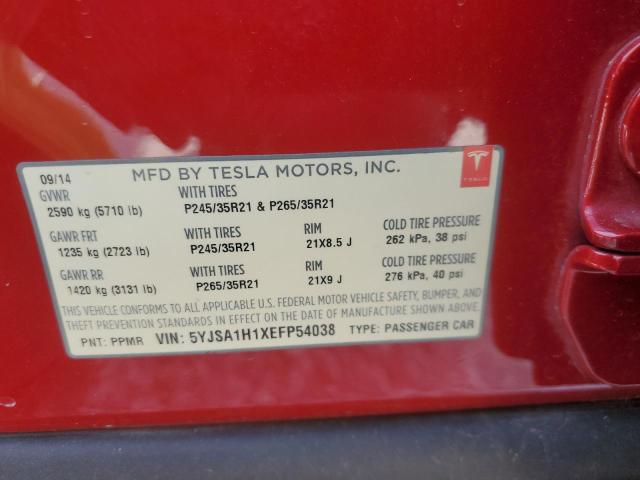 09/14 MFD BY TESLA MOTORS, INC.
TESLA
GVWR WITH TIRES
2590 kg (5710 lb) P245/35R21 & P265/35R21
GAWR FRT WITH TIRES RIM COLD TIRE PRESSURE
1235 kg (2723 lb) P245/35R21 21X8.5 J 262 kPa, 38 psi
GAWR RR WITH TIRES RIM COLD TIRE PRESSURE
1420 kg (3131 lb) P265/35R21 21X9 J 276 kPa, 40 psi
THIS VEHICLE CONFORMS TO ALL APPLICABLE U.S. FEDERAL MOTOR VEHICLE SAFETY, BUMPER, AND
THEFT PREVENTION STANDARDS IN EFFECT ON THE DATE OF MANUFACTURE SHOWN ABOVE.
PNT: PPMR VIN: 5YJSA1H1XEFP54038 TYPE: PASSENGER CAR